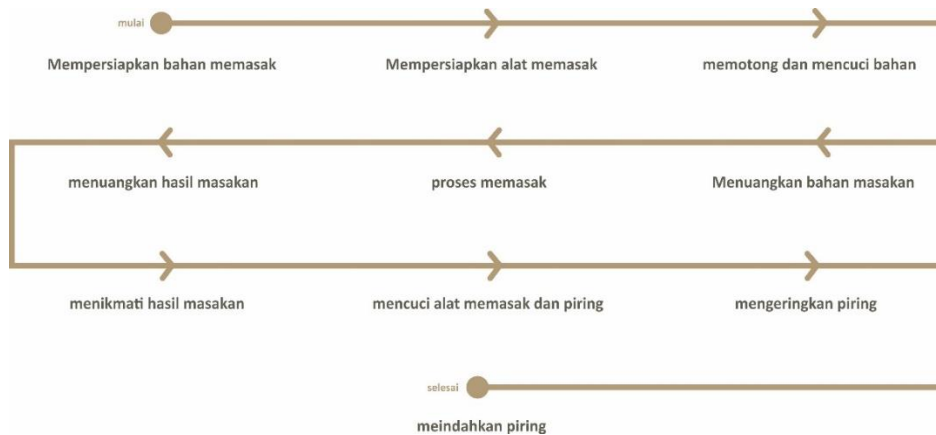 mulai
Mempersiapkan bahan memasak
Mempersiapkan alat memasak
memotong dan mencuci bahan
Menuangkan bahan masakan
proses memasak
menuangkan hasil masakan
menikmati hasil masakan
mencuci alat memasak dan piring
mengeringkan piring
selesai
meindahkan piring